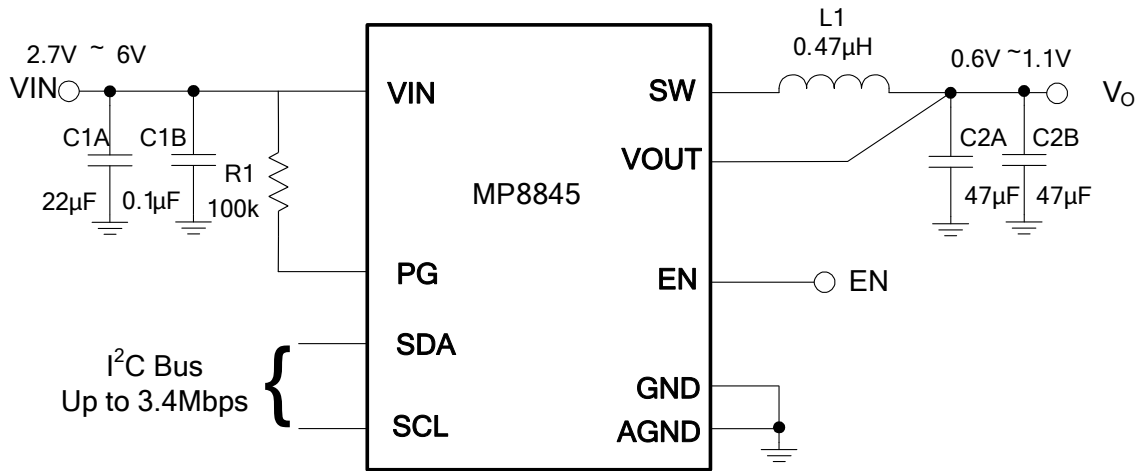 L1
0.47µH
2.7V ~ 6V
VIN
0.6V ~1.1V
VO
VIN
SW
C1A
C1B
22µF
0.1µF
R1
100k
VOUT
C2A
C2B
47µF
47µF
MP8845
PG
EN
EN
SDA
I²C Bus
Up to 3.4Mbps
SCL
GND
AGND